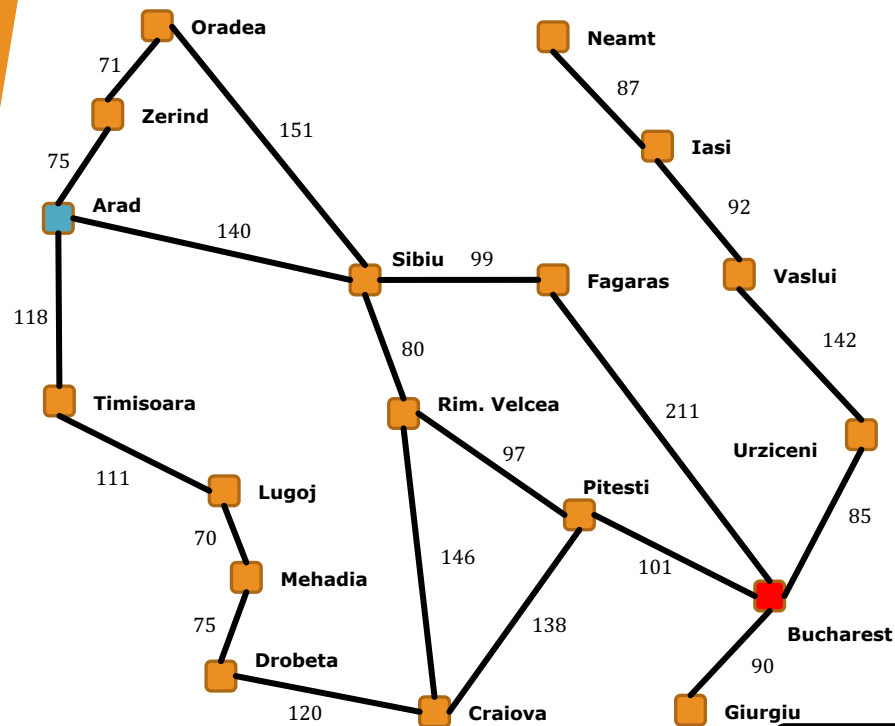 Oradea
Neamt
71
87
Zerind
151
Iasi
75
92
Arad
140
Sibiu
99
Fagaras
Vaslui
118
142
80
Timisoara
Rim. Velcea
211
Urziceni
97
111
Pitesti
Lugoj
85
70
146
101
Mehadia
75
138
Bucharest
Drobeta
90
120
Craiova
Giurgiu